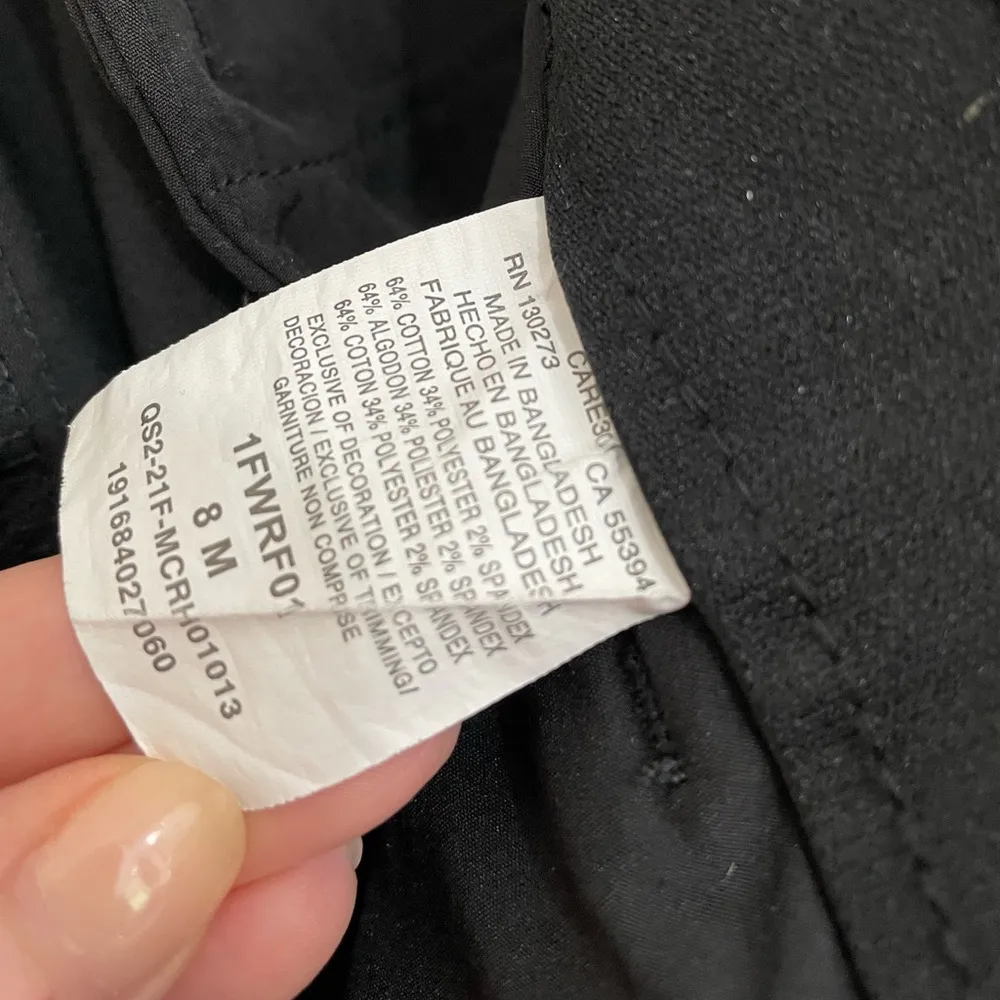 RN 130273 CA 55394
MADE IN BANGLADESH
HECHO EN BANGLADESH
FABRIQUE AU BANGLADESH
64% COTTON 34% POLYESTER 2% SPANDEX
64% ALGODON 34% POLIESTER 2% SPANDEX
64% COTON 34% POLYESTER 2% SPANDEX
EXCLUSIVE OF DECORATION / EXCLUSIVE OF TRIMMING/
DECORACION / EXCEPTO
GARNITURE NON COMPRISE
8 M
QS2-21F-MCRH01013
191684027060